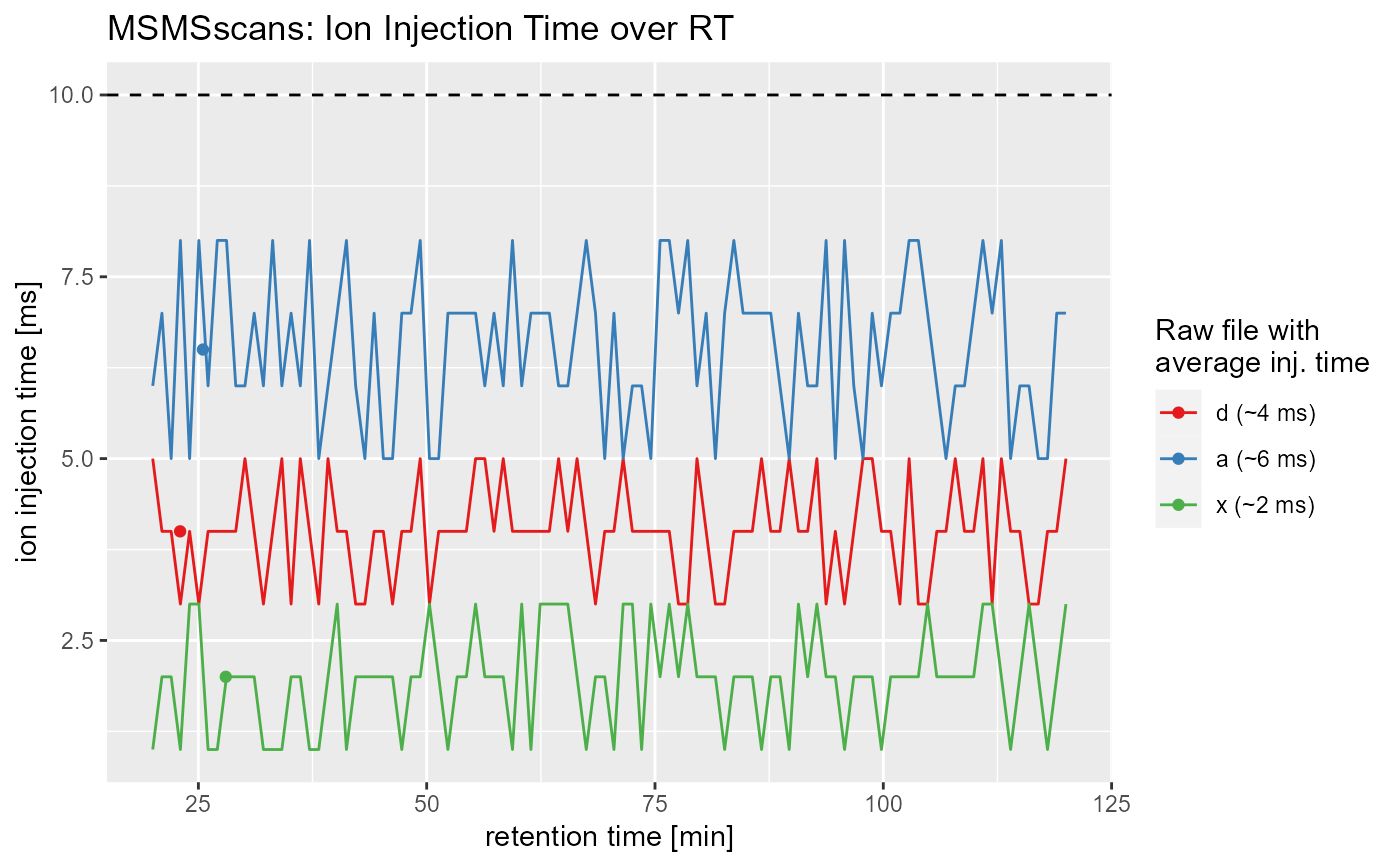 MSMSscans: Ion Injection Time over RT
10.0
7.5
5.0
2.5
ion injection time [ms]
25 50 75 100 125
retention time [min]
Raw file with
average inj. time
d (~4 ms)
a (~6 ms)
x (~2 ms)